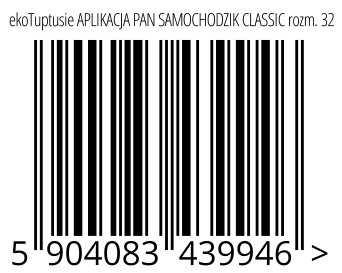 ekoTuptusie APLIKACJA PAN SAMOCHODZIK CLASSIC rozm. 32
5 904083 439946 >